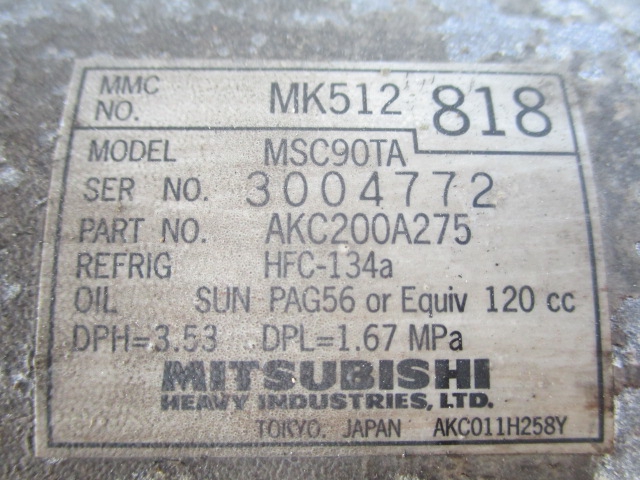 MMC NO. MK512 818
MODEL MSC90TA
SER NO. 3004772
PART NO. AKC200A275
REFRIG HFC-134a
OIL SUN PAG56 or Equiv 120 cc
DPH=3.53 DPL=1.67 MPa
MITSUBISHI
HEAVY INDUSTRIES, LTD.
TOKYO, JAPAN AKC011H258Y